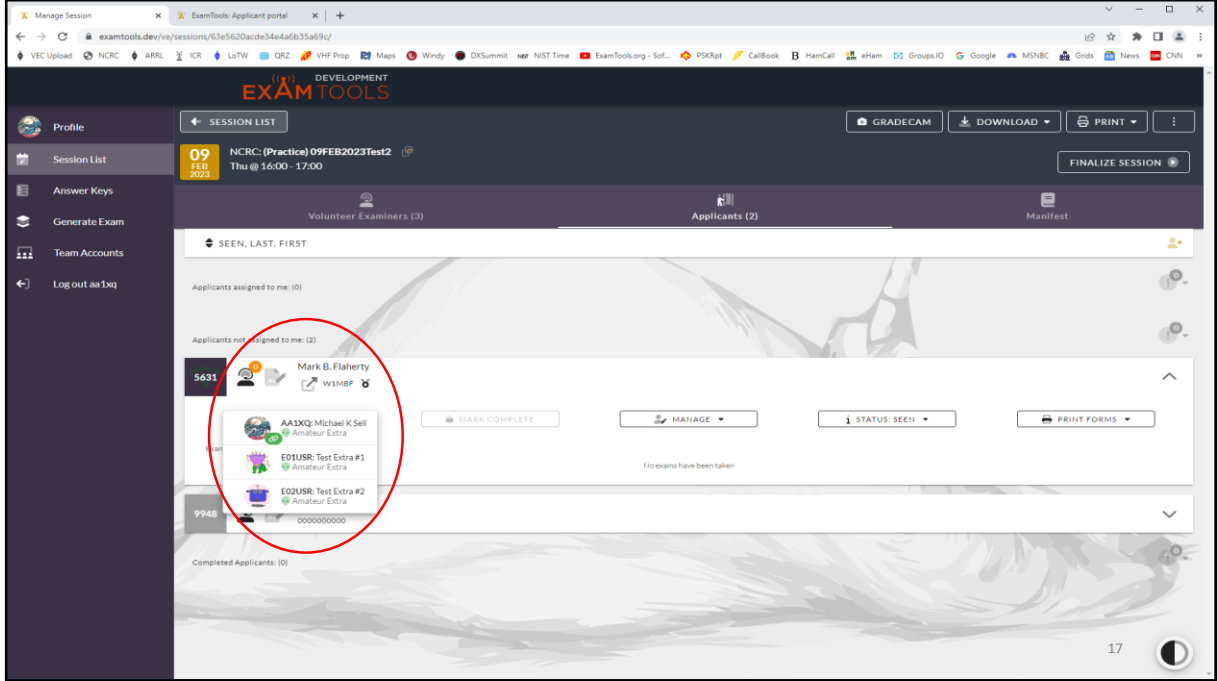 Manage Session
ExamTools: Applicant portal
examtools.dev/ve/sessions/63e5620acde34e4a6b35a69c/
VEC Upload NCRC ARRL ICR LoTW QRZ VHF Prop Maps Windy DXSummit NIST Time ExamTools.org - Sof... PSKRpt CallBook HamCall eHam Groups.IO Google MSNBC Grids News CNN »
DEVELOPMENT
EXAMTOOLS
Profile
Session List
Answer Keys
Generate Exam
Team Accounts
Log out aa1xq
SESSION LIST
GRADECAM
DOWNLOAD
PRINT
09
FEB
2023
NCRC: (Practice) 09FEB2023Test2
Thu @ 16:00 - 17:00
FINALIZE SESSION
Volunteer Examiners (3)
Applicants (2)
Manifest
SEEN, LAST, FIRST
Applicants assigned to me: (0)
0
Applicants not assigned to me: (2)
0
5631
0
Mark B. Flaherty
W1MBF
MARK COMPLETE
MANAGE
STATUS: SEEN
PRINT FORMS
AA1XQ: Michael K Sell
Amateur Extra
E01USR: Test Extra #1
Amateur Extra
E02USR: Test Extra #2
Amateur Extra
Exam
No exams have been taken
9948
0000000000
Completed Applicants: (0)
0
17